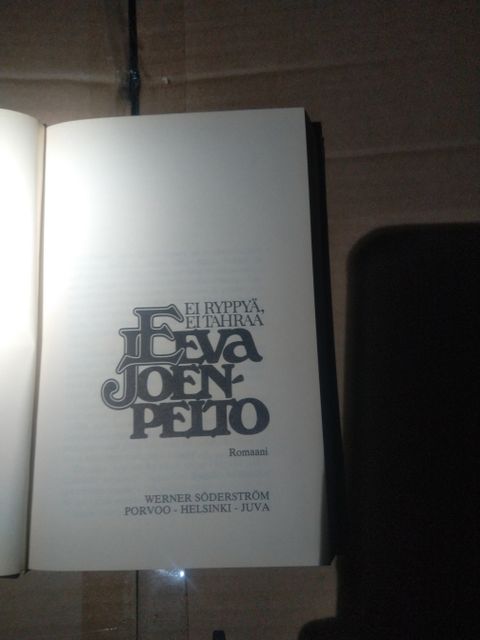 EI RYPPYÄ,
EI TAHRAA
EEVA
JOEN-
PELTO
Romaani
WERNER SÖDERSTRÖM
PORVOO - HELSINKI - JUVA